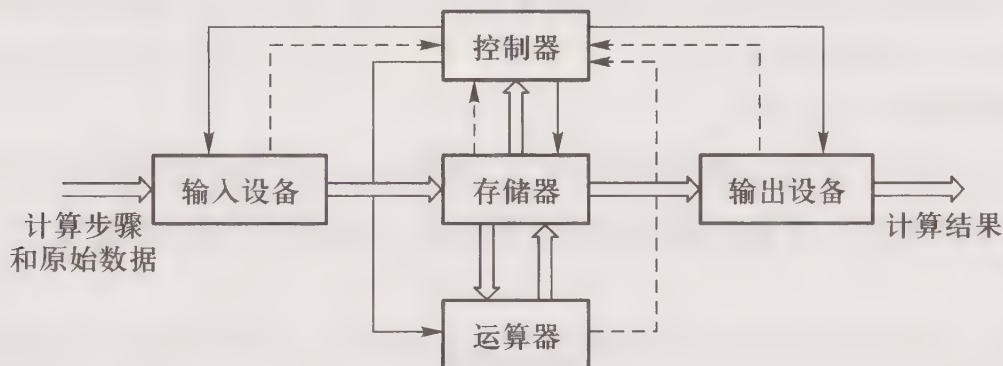 控制器
输入设备
存储器
输出设备
计算步骤
和原始数据
计算结果
运算器